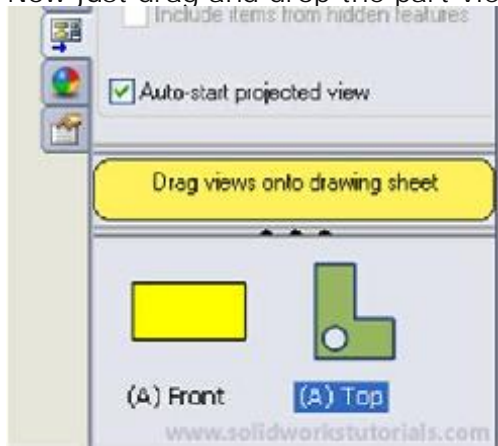 Now just drag and drop the part vie
Include items from hidden features
Auto-start projected view
Drag views onto drawing sheet
(A) Front
(A) Top
www.solidworkstutorials.com